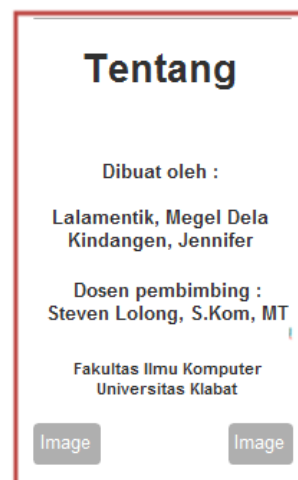 Tentang
Dibuat oleh :
Lalamentik, Megel Dela
Kindangen, Jennifer
Dosen pembimbing :
Steven Lolong, S.Kom, MT
Fakultas Ilmu Komputer
Universitas Klabat
Image Image